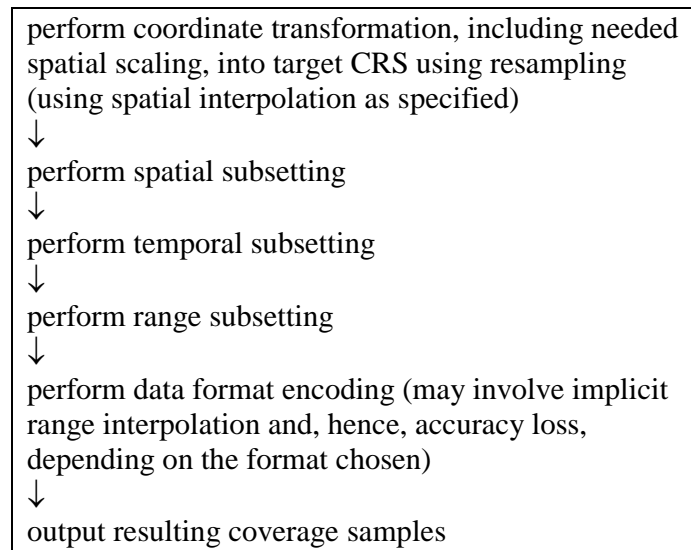 perform coordinate transformation, including needed
spatial scaling, into target CRS using resampling
(using spatial interpolation as specified)
↓
perform spatial subsetting
↓
perform temporal subsetting
↓
perform range subsetting
↓
perform data format encoding (may involve implicit
range interpolation and, hence, accuracy loss,
depending on the format chosen)
↓
output resulting coverage samples